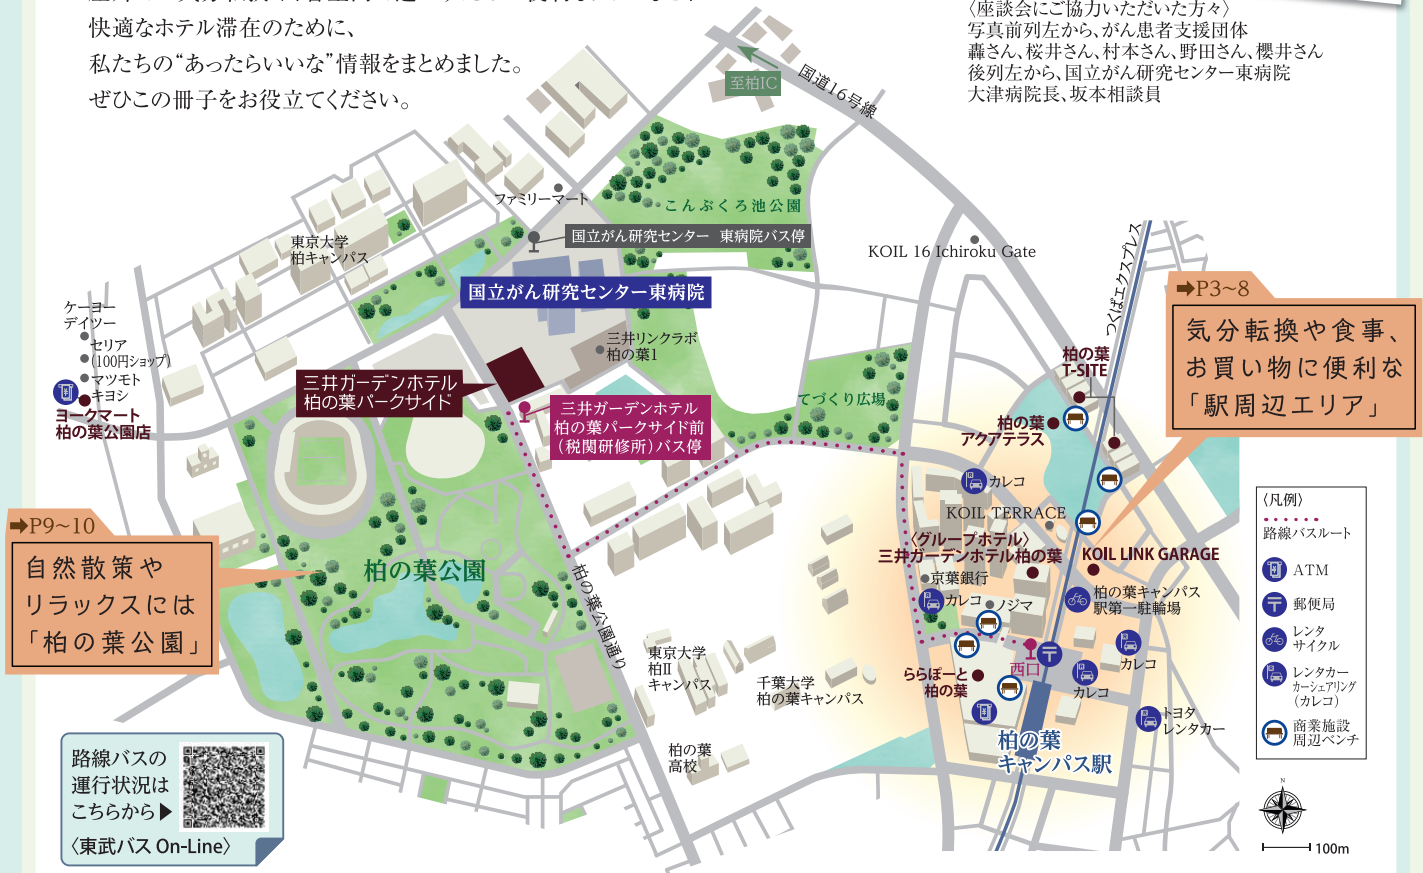 快適なホテル滞在のために、
私たちの“あったらいいな”情報をまとめました。
ぜひこの冊子をお役立てください。
〈座談会にご協力いただいた方々〉
写真前列左から、がん患者支援団体
轟さん、桜井さん、村本さん、野田さん、櫻井さん
後列左から、国立がん研究センター東病院
大津病院長、坂本相談員
至柏IC
国道16号線
ファミリーマート
こんぶくろ池公園
国立がん研究センター 東病院バス停
東京大学
柏キャンパス
KOIL 16 Ichiroku Gate
つくばエクスプレス
国立がん研究センター東病院
➡P3~8
気分転換や食事、
お買い物に便利な
「駅周辺エリア」
ケーヨー
デイツー
セリア
(100円ショップ)
マツモト
キヨシ
ヨークマート
柏の葉公園店
三井リンクラボ
柏の葉1
三井ガーデンホテル
柏の葉パークサイド
三井ガーデンホテル
柏の葉パークサイド前
(税関研修所)バス停
てづくり広場
柏の葉
T-SITE
柏の葉
アクアテラス
カレコ
KOIL TERRACE
〈グループホテル〉
三井ガーデンホテル柏の葉
KOIL LINK GARAGE
京葉銀行
カレコ
ノジマ
柏の葉キャンパス
駅第一駐輪場
➡P9~10
自然散策や
リラックスには
「柏の葉公園」
柏の葉公園
柏の葉公園通り
東京大学
柏II
キャンパス
千葉大学
柏の葉キャンパス
柏の葉
高校
ららぽーと
柏の葉
西口
カレコ
カレコ
トヨタ
レンタカー
柏の葉
キャンパス駅
〈凡例〉
路線バスルート
ATM
郵便局
レンタ
サイクル
レンタカー
カーシェアリング
(カレコ)
商業施設
周辺ベンチ
N
100m
路線バスの
運行状況は
こちらから▶
〈東武バス On-Line〉